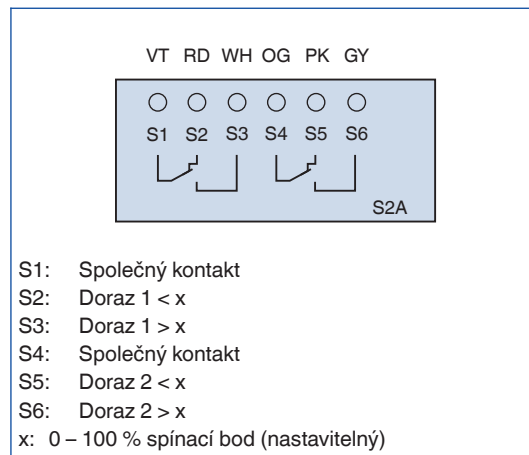 VT RD WH OG PK GY
S1 S2 S3 S4 S5 S6
S2A
S1: Společný kontakt
S2: Doraz 1 < x
S3: Doraz 1 > x
S4: Společný kontakt
S5: Doraz 2 < x
S6: Doraz 2 > x
x: 0 – 100 % spínací bod (nastavitelný)